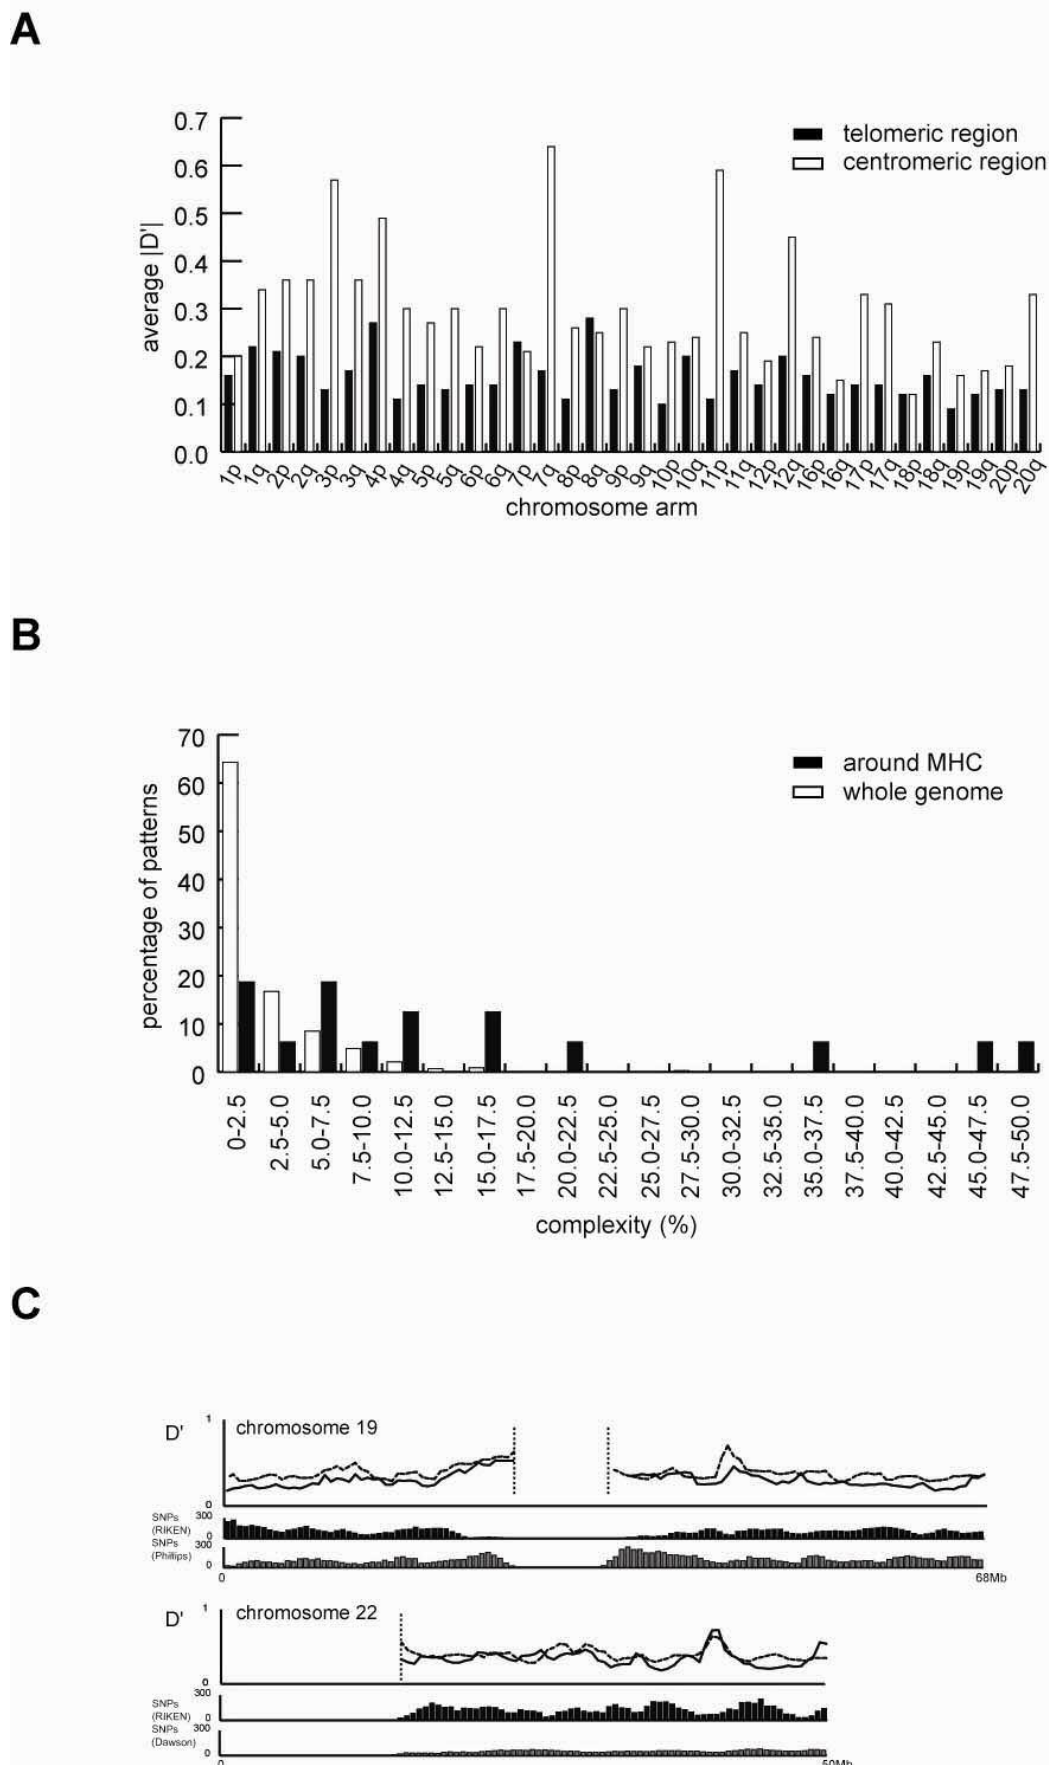 A
0.7
0.6
0.5
0.4
0.3
0.2
0.1
0.0
average |D'|
telomeric region
centromeric region
1p 1q 2p 2q 3p 3q 4p 4q 5p 5q 6p 6q 7p 7q 8p 8q 9p 9q 10p 10q 11p 11q 12p 12q 16p 16q 17p 17q 18p 18q 19p 19q 20p 20q
chromosome arm
B
70
60
50
40
30
20
10
0
percentage of patterns
around MHC
whole genome
0-2.5 2.5-5.0 5.0-7.5 7.5-10.0 10.0-12.5 12.5-15.0 15.0-17.5 17.5-20.0 20.0-22.5 22.5-25.0 25.0-27.5 27.5-30.0 30.0-32.5 32.5-35.0 35.0-37.5 37.5-40.0 40.0-42.5 42.5-45.0 45.0-47.5 47.5-50.0
complexity (%)
C
D'
1
chromosome 19
0
SNPs
(RIKEN)
300
0
SNPs
(Phillips)
300
0
0
68Mb
D'
1
chromosome 22
0
SNPs
(RIKEN)
300
0
SNPs
(Dawson)
300
0
0
50Mb